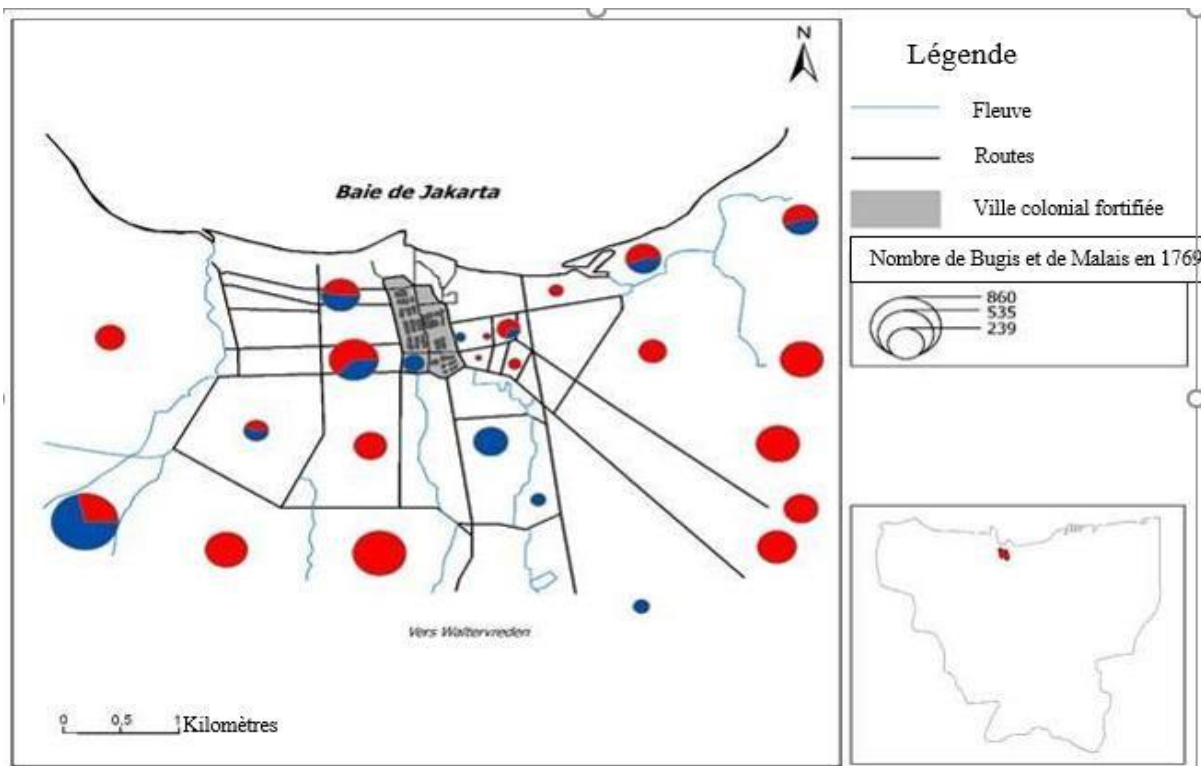 N
Baie de Jakarta
Vers Waltervreden
0 0,5 1 Kilomètres
Légende
Fleuve
Routes
Ville colonial fortifiée
Nombre de Bugis et de Malais en 1769
860
535
239